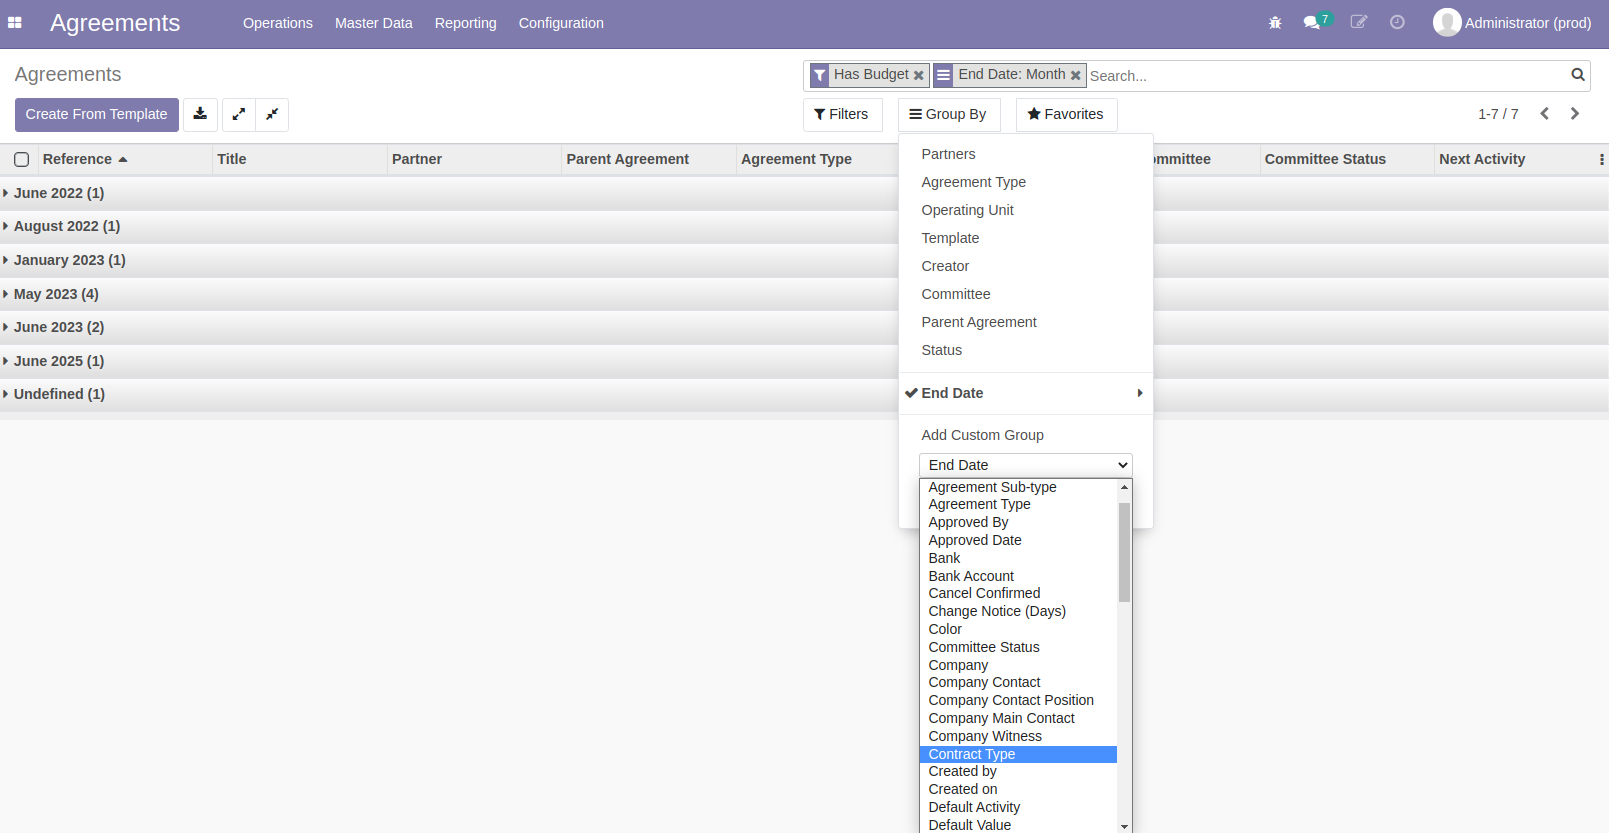 Agreements
Operations
Master Data
Reporting
Configuration
7
Administrator (prod)
Agreements
Has Budget
End Date: Month
Search...
Create From Template
Filters
Group By
Favorites
1-7 / 7
Reference
Title
Partner
Parent Agreement
Agreement Type
mmittee
Committee Status
Next Activity
June 2022 (1)
August 2022 (1)
January 2023 (1)
May 2023 (4)
June 2023 (2)
June 2025 (1)
Undefined (1)
Partners
Agreement Type
Operating Unit
Template
Creator
Committee
Parent Agreement
Status
End Date
Add Custom Group
End Date
Agreement Sub-type
Agreement Type
Approved By
Approved Date
Bank
Bank Account
Cancel Confirmed
Change Notice (Days)
Color
Committee Status
Company
Company Contact
Company Contact Position
Company Main Contact
Company Witness
Contract Type
Created by
Created on
Default Activity
Default Value